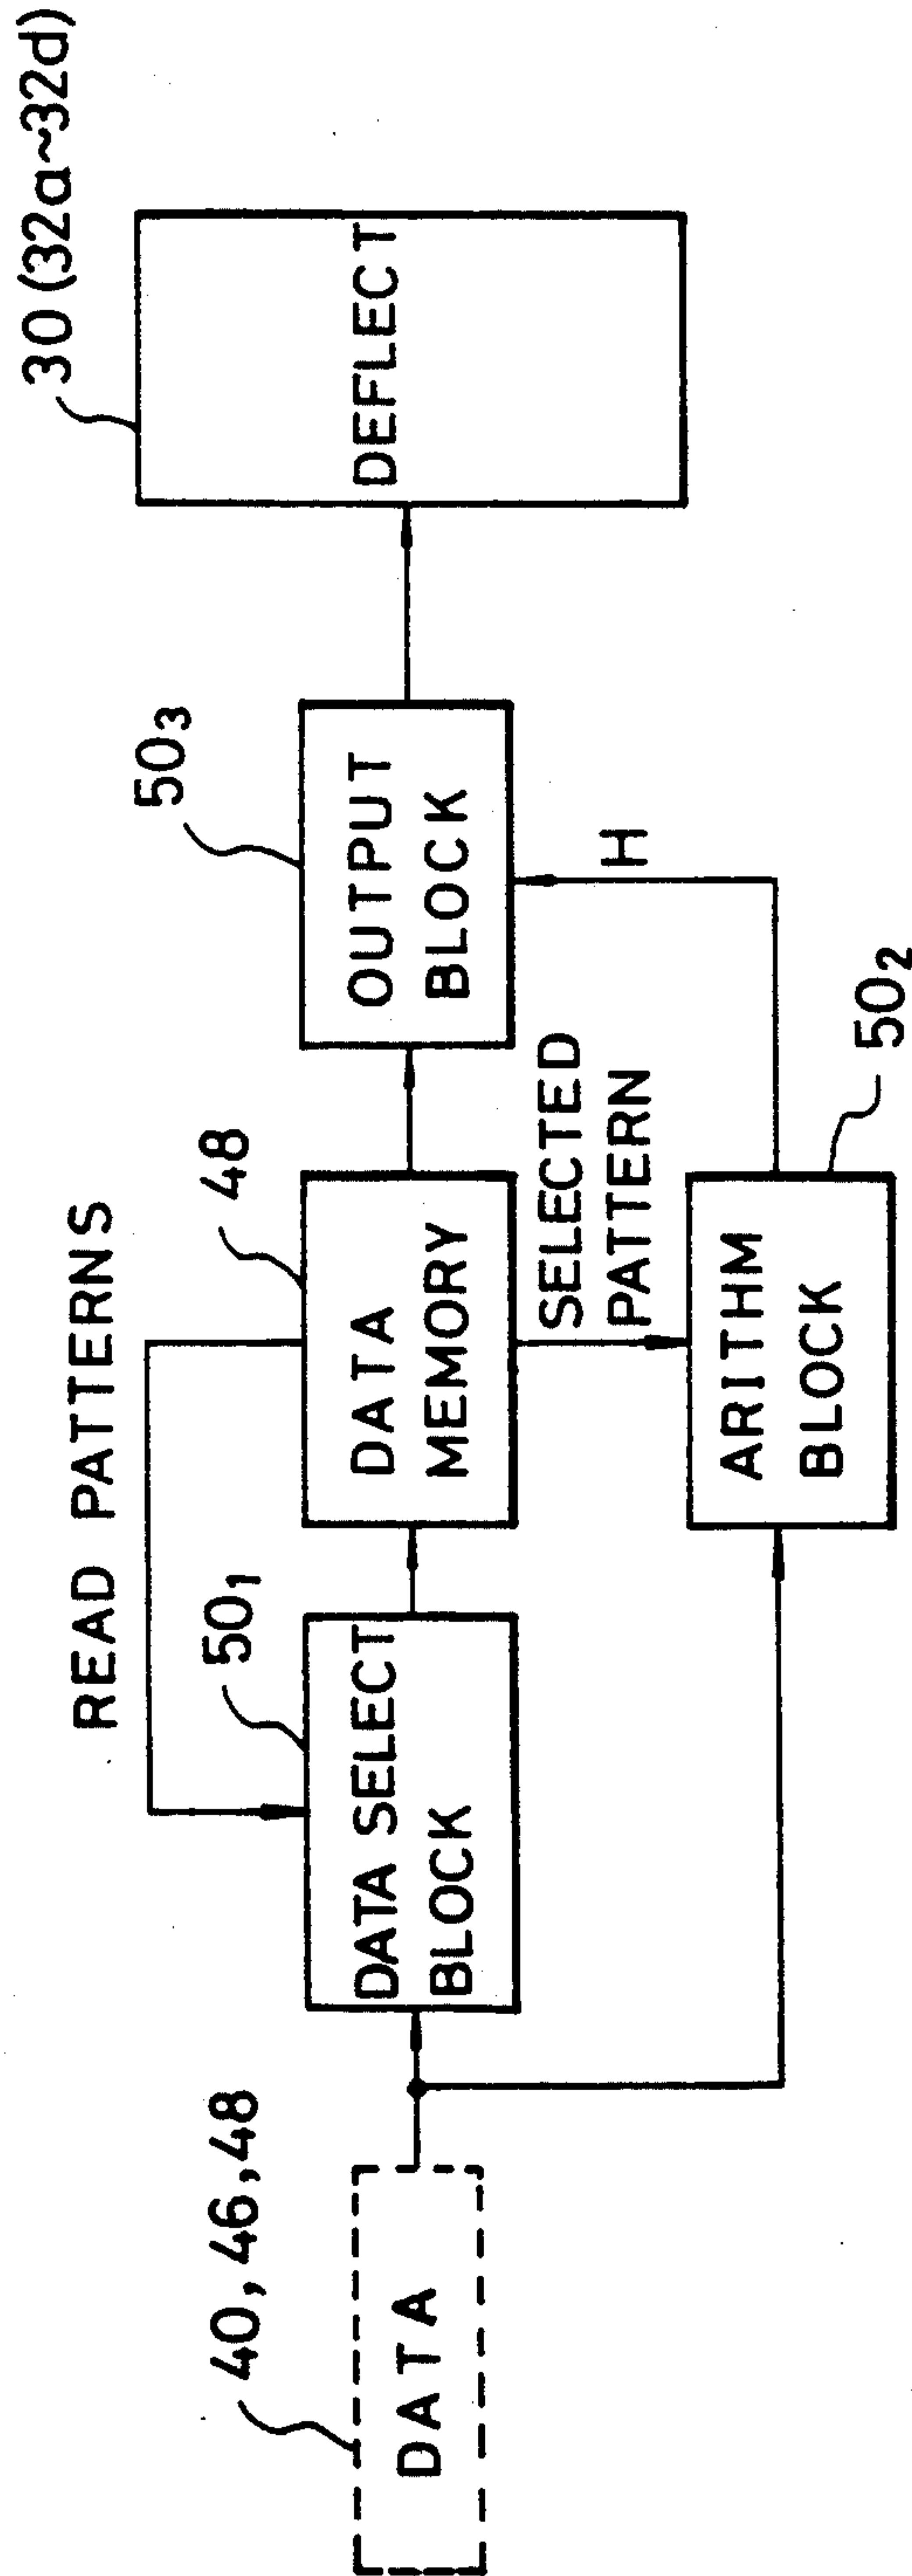 40, 46, 48
DATA
READ PATTERNS
50₁
DATA SELECT
BLOCK
48
DATA
MEMORY
SELECTED
PATTERN
50₃
OUTPUT
BLOCK
H
ARITHM
BLOCK
50₂
30 (32a~32d)
DEFLECT